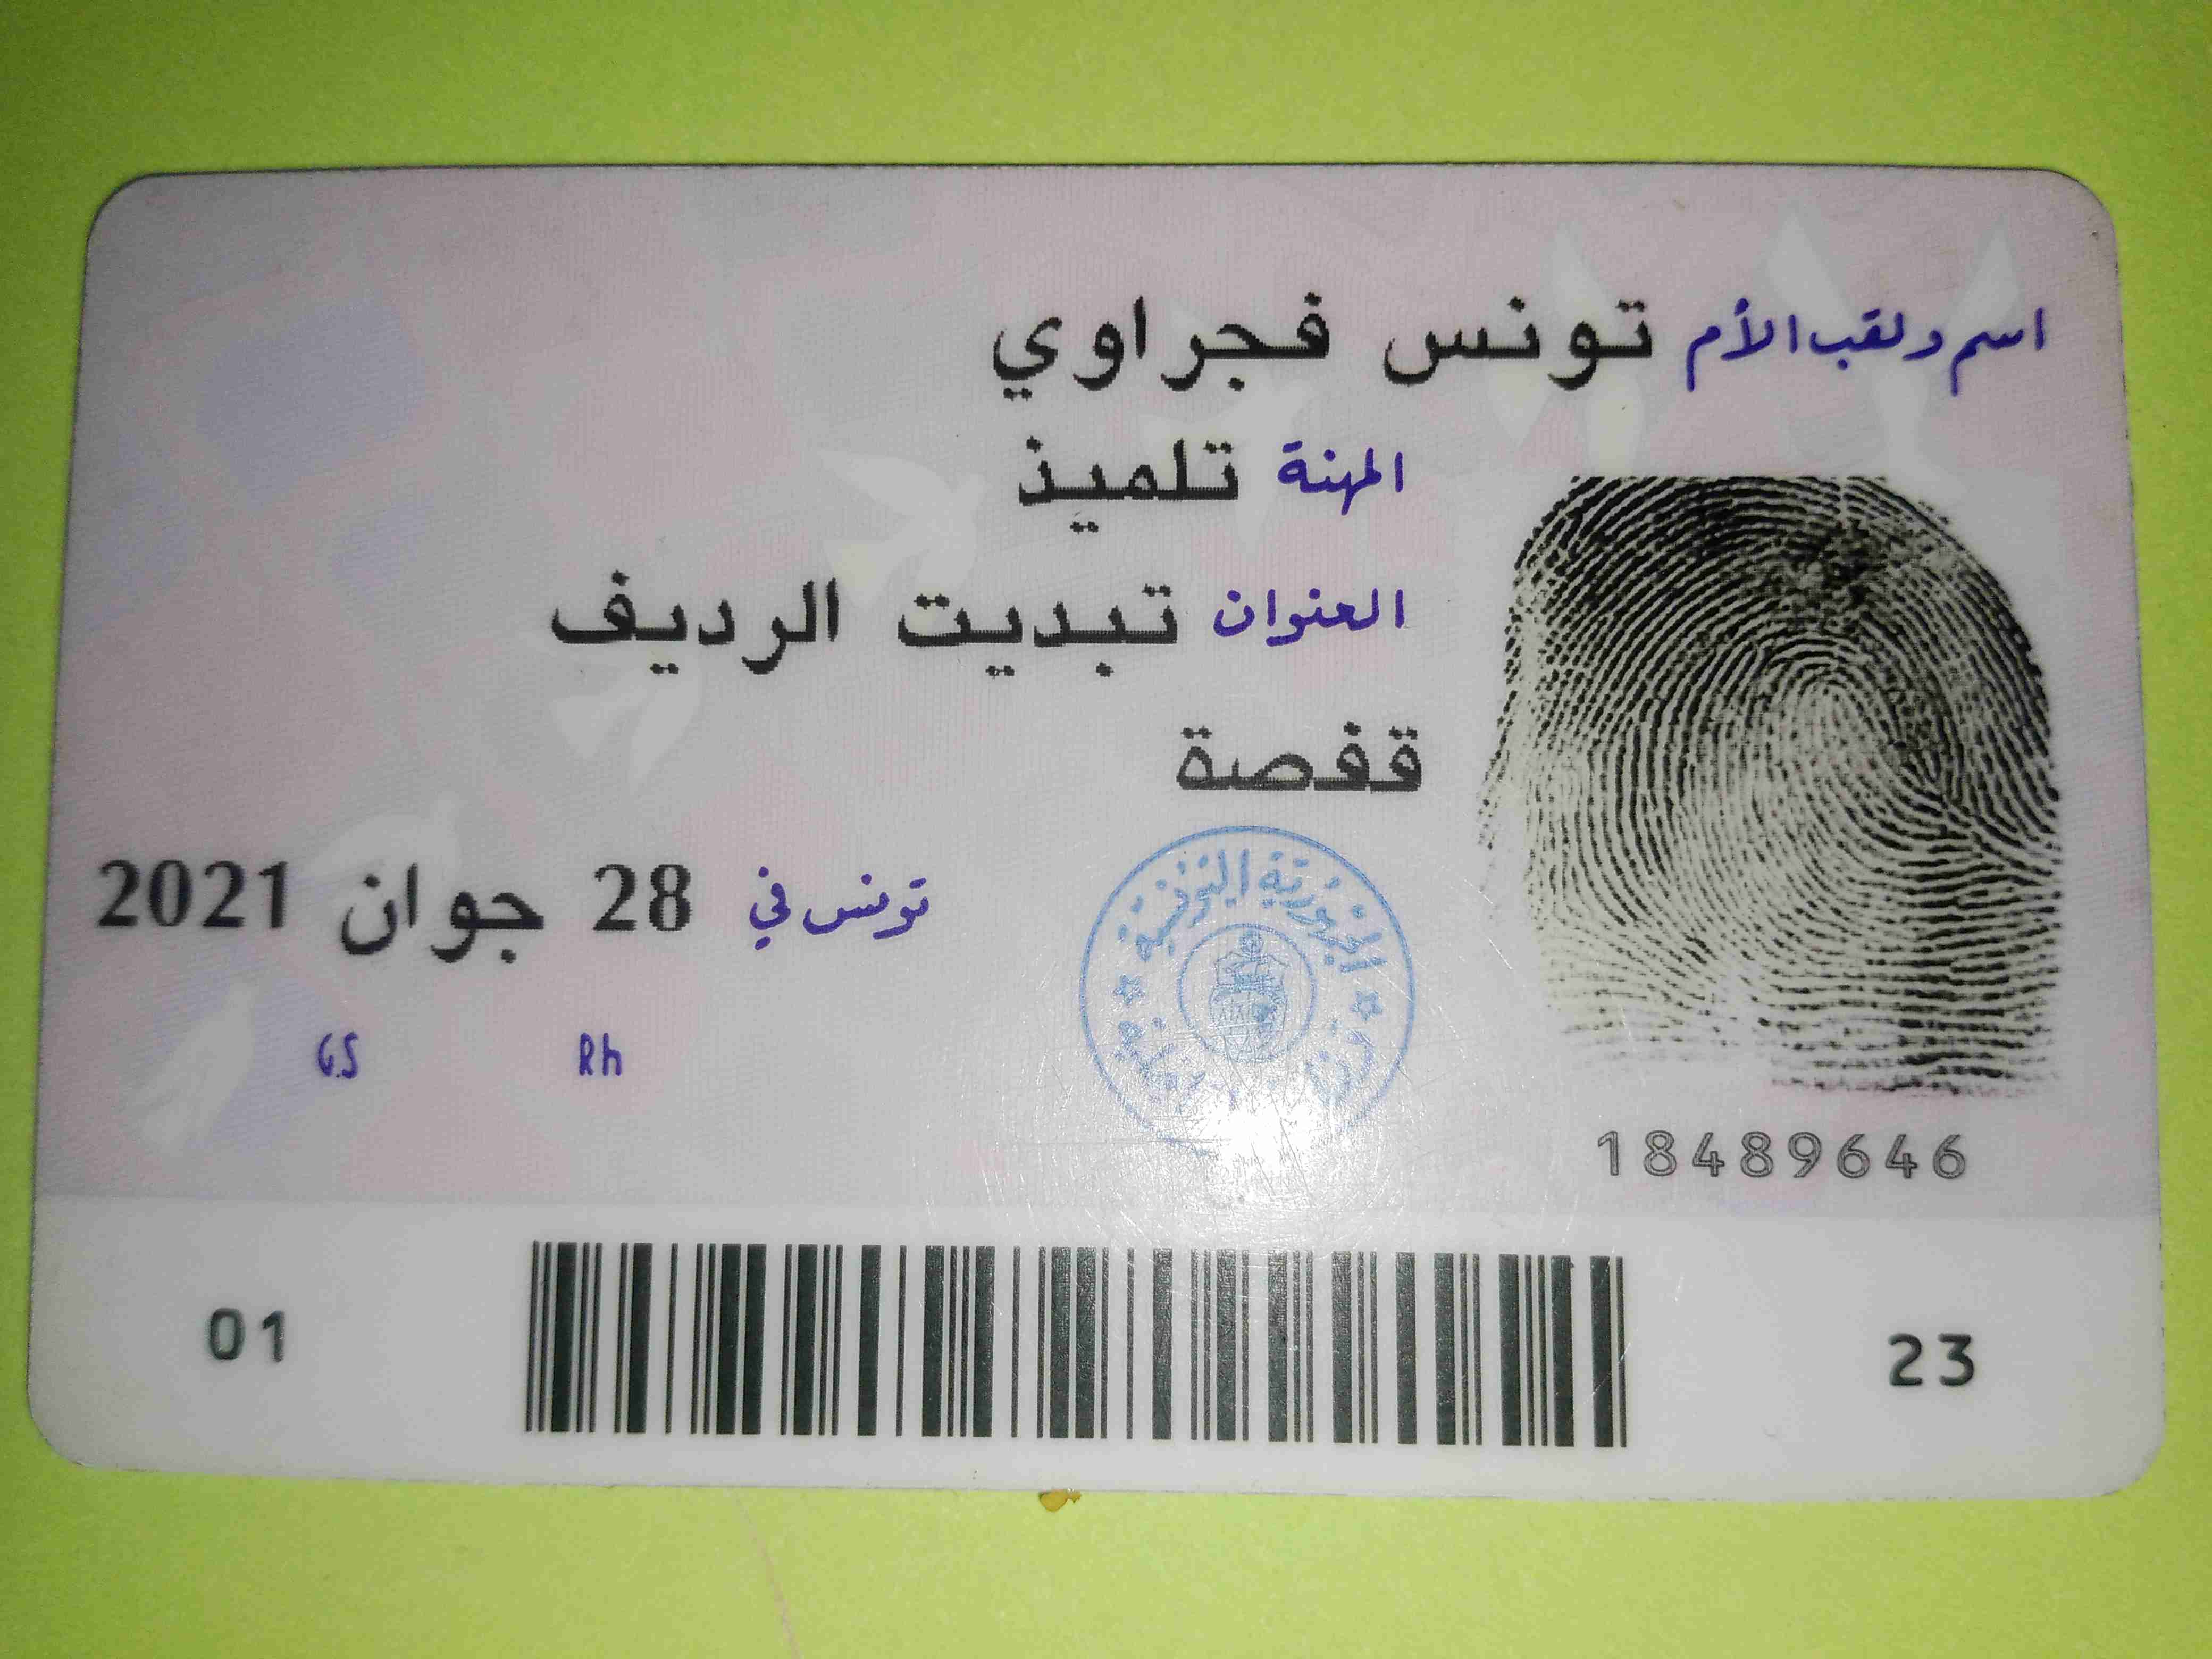 اسم ولقب الأم تونس فجراوي
المهنة تلميذ
العنوان تبديت الرديف
قفصة
تونس في 28 جوان 2021
الجمهورية التونسية
G.S Rh
18489646
01 23